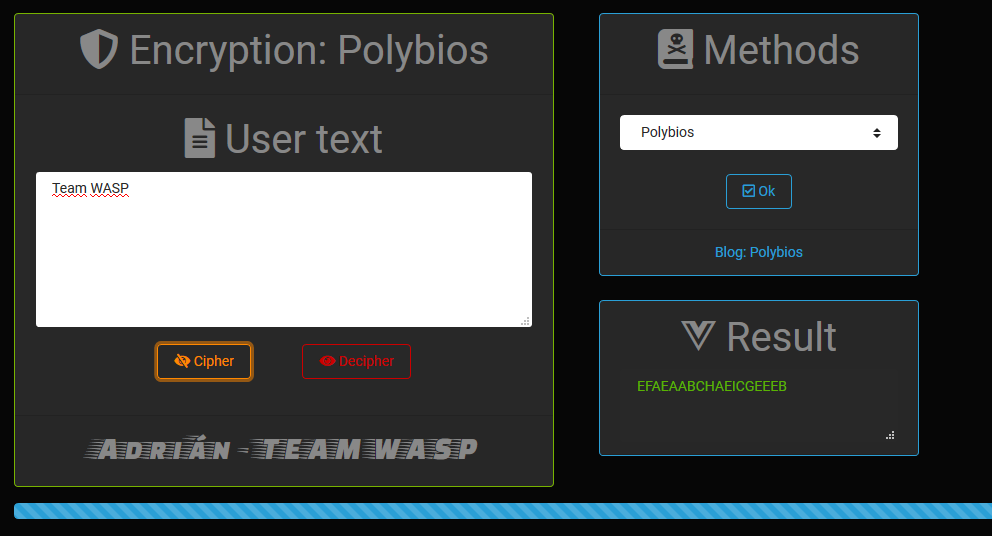 Encryption: Polybios
User text
Team WASP
Cipher
Decipher
Adrián - TEAM WASP
Methods
Polybios
Ok
Blog: Polybios
Result
EFAEAABCHAEICGEEEB